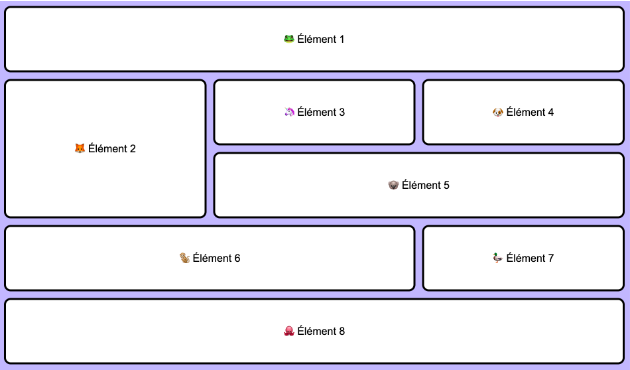 🐸 Élément 1
🦊 Élément 2
🦄 Élément 3
🐶 Élément 4
🐻 Élément 5
🐿️ Élément 6
🦆 Élément 7
🐙 Élément 8